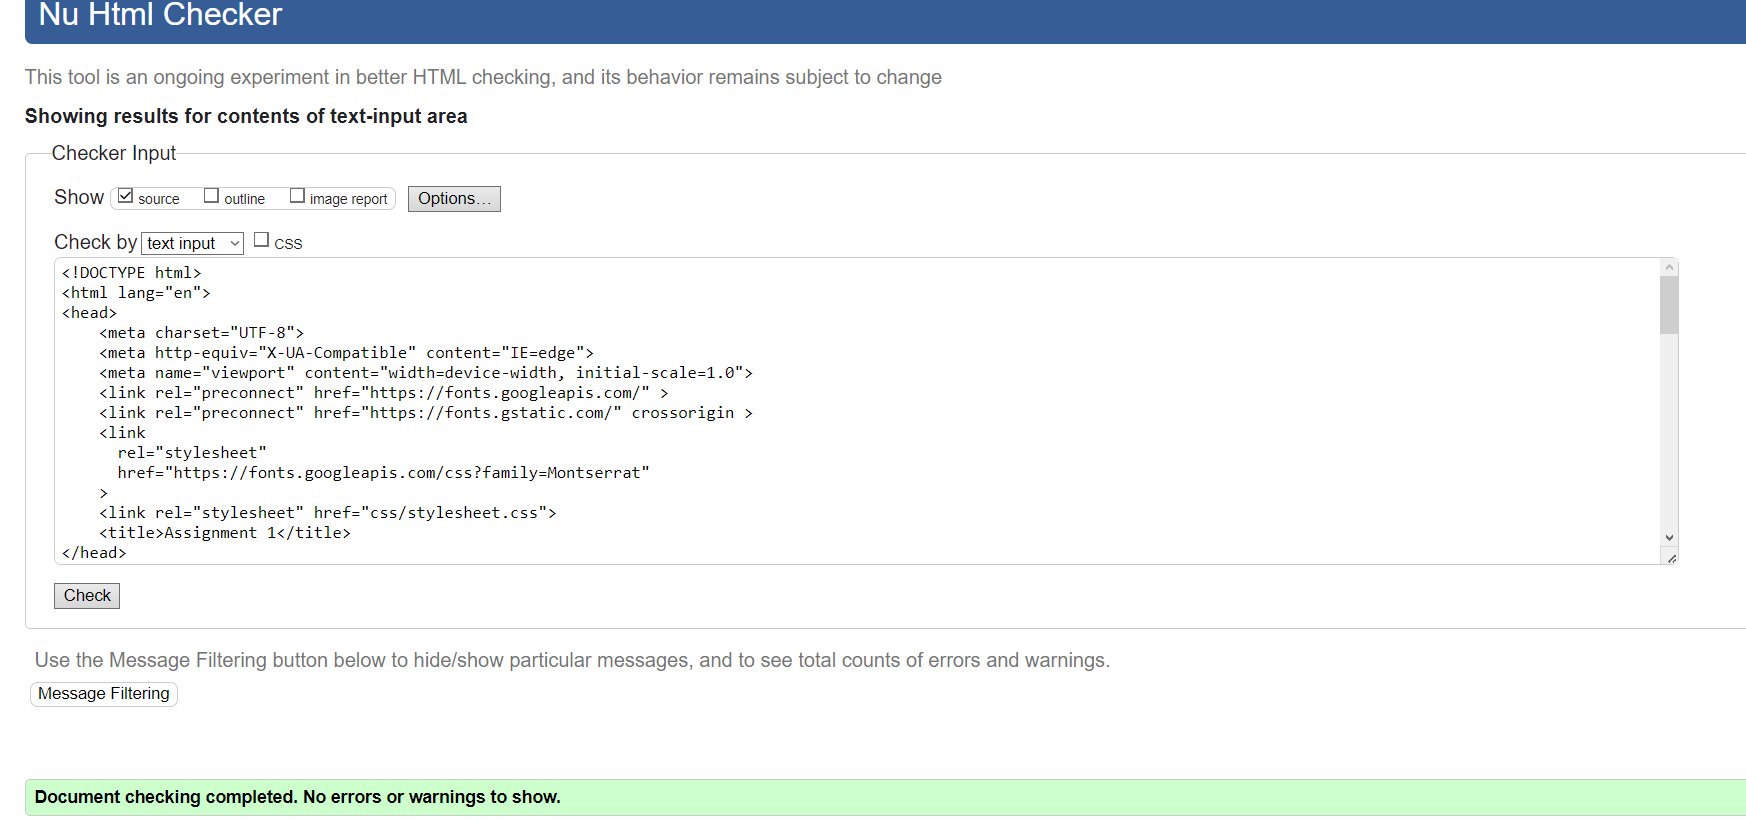 Nu Html Checker
This tool is an ongoing experiment in better HTML checking, and its behavior remains subject to change
Showing results for contents of text-input area
Checker Input
Show source outline image report Options...
Check by text input CSS
<!DOCTYPE html>
<html lang="en">
<head>
    <meta charset="UTF-8">
    <meta http-equiv="X-UA-Compatible" content="IE=edge">
    <meta name="viewport" content="width=device-width, initial-scale=1.0">
    <link rel="preconnect" href="https://fonts.googleapis.com/" >
    <link rel="preconnect" href="https://fonts.gstatic.com/" crossorigin >
    <link
      rel="stylesheet"
      href="https://fonts.googleapis.com/css?family=Montserrat"
    >
    <link rel="stylesheet" href="css/stylesheet.css">
    <title>Assignment 1</title>
</head>
Check
Use the Message Filtering button below to hide/show particular messages, and to see total counts of errors and warnings.
Message Filtering
Document checking completed. No errors or warnings to show.